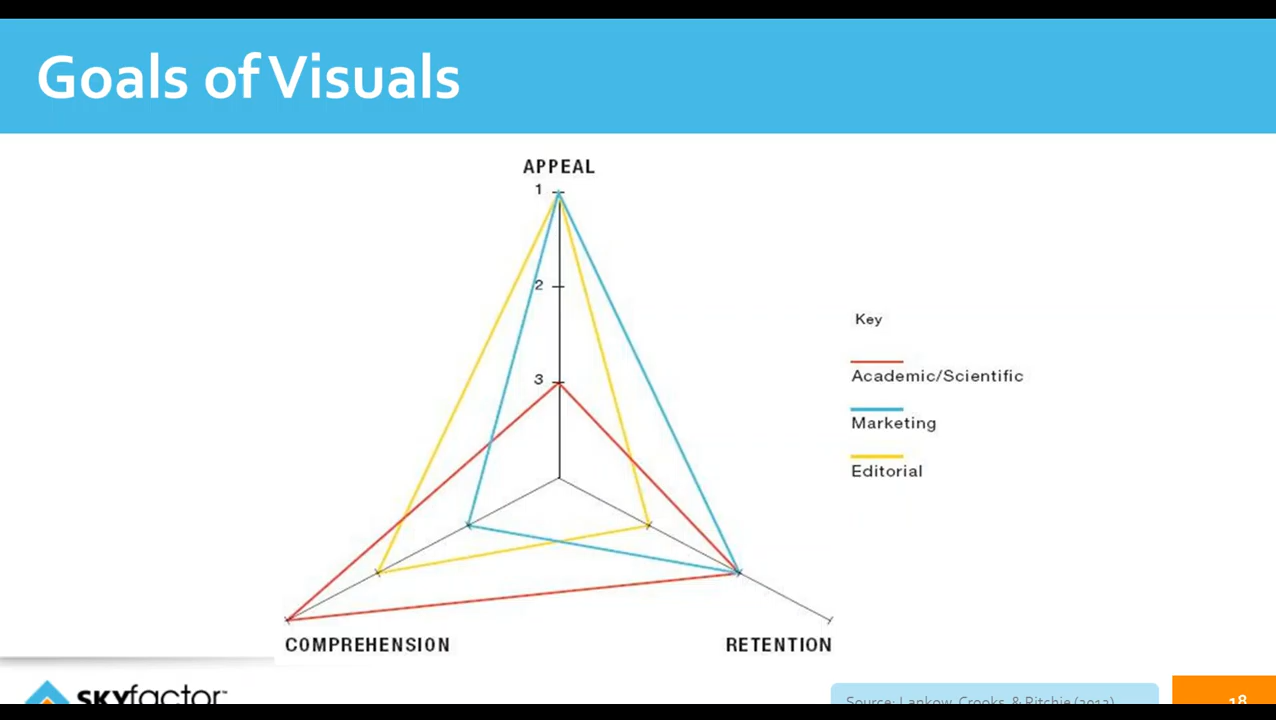 Goals of Visuals
APPEAL
1
2
3
Key
Academic/Scientific
Marketing
Editorial
COMPREHENSION
RETENTION
SKYfactor™
Source: Lankow, Crooks, & Ritchie (2012)
18